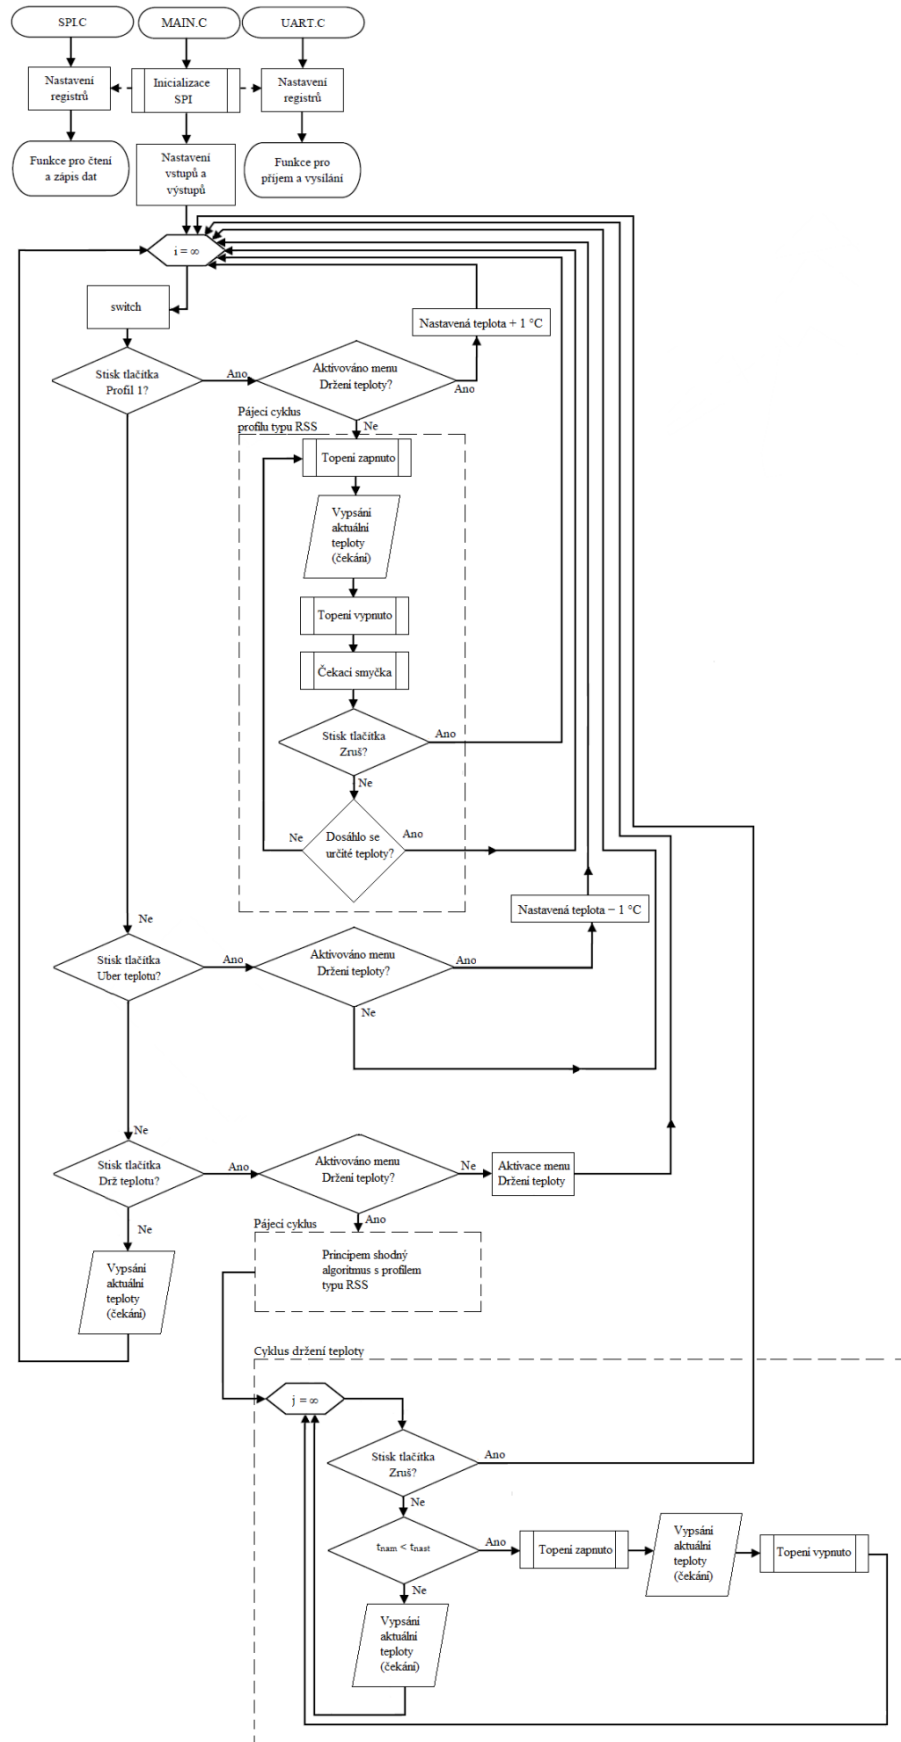 SPI.C
MAIN.C
UART.C
Nastavení
registrů
Inicializace
SPI
Nastavení
registrů
Funkce pro čtení
a zápis dat
Nastavení
vstupů a
výstupů
Funkce pro
příjem a vysílání
i = ∞
switch
Nastavená teplota + 1 °C
Stisk tlačítka
Profil 1?
Ano
Aktivováno menu
Držení teploty?
Ano
Ne
Pájecí cyklus
profilu typu RSS
Topení zapnuto
Vypsání
aktuální
teploty
(čekání)
Topení vypnuto
Čekací smyčka
Stisk tlačítka
Zruš?
Ano
Ne
Dosáhlo se
určité teploty?
Ne
Ano
Nastavená teplota − 1 °C
Ne
Stisk tlačítka
Uber teplotu?
Ano
Aktivováno menu
Držení teploty?
Ano
Ne
Ne
Stisk tlačítka
Drž teplotu?
Ano
Aktivováno menu
Držení teploty?
Ne
Aktivace menu
Držení teploty
Ano
Ne
Pájecí cyklus
Principem shodný
algoritmus s profilem
typu RSS
Vypsání
aktuální
teploty
(čekání)
Cyklus držení teploty
j = ∞
Stisk tlačítka
Zruš?
Ano
Ne
tnam < tnast
Ano
Topení zapnuto
Vypsání
aktuální
teploty
(čekání)
Topení vypnuto
Ne
Vypsání
aktuální
teploty
(čekání)